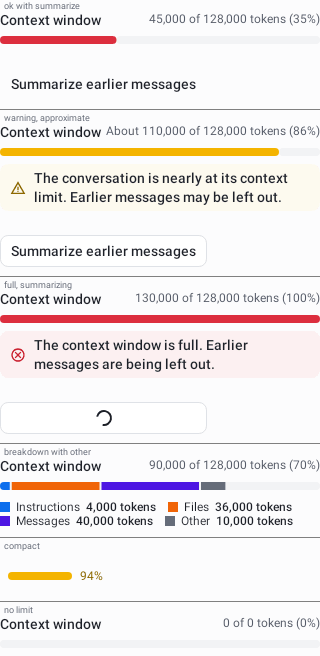 ok with summarize
Context window 45,000 of 128,000 tokens (35%)
Summarize earlier messages
warning, approximate
Context window About 110,000 of 128,000 tokens (86%)
The conversation is nearly at its context
limit. Earlier messages may be left out.
Summarize earlier messages
full, summarizing
Context window 130,000 of 128,000 tokens (100%)
The context window is full. Earlier
messages are being left out.
breakdown with other
Context window 90,000 of 128,000 tokens (70%)
Instructions 4,000 tokens Files 36,000 tokens
Messages 40,000 tokens Other 10,000 tokens
compact
94%
no limit
Context window 0 of 0 tokens (0%)